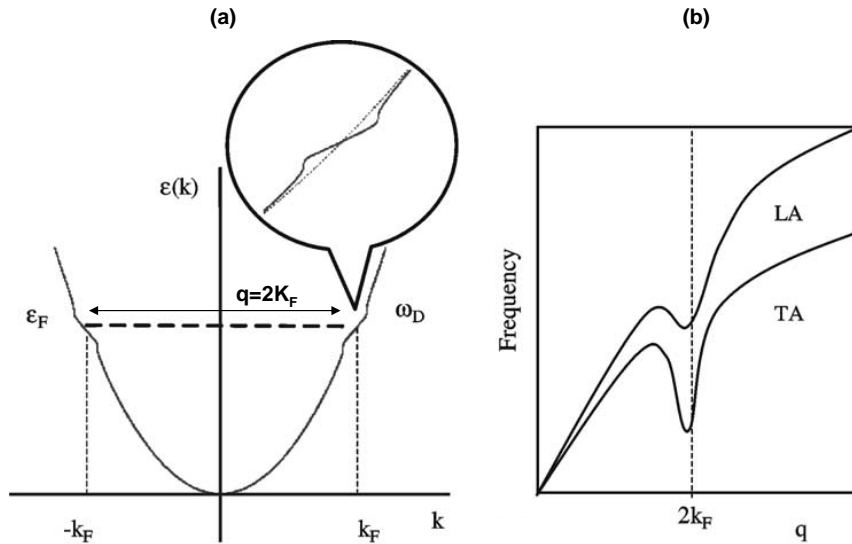 (a)
ε(k)
q=2K_F
ε_F
ω_D
-k_F
k_F
k
(b)
Frequency
LA
TA
2k_F
q